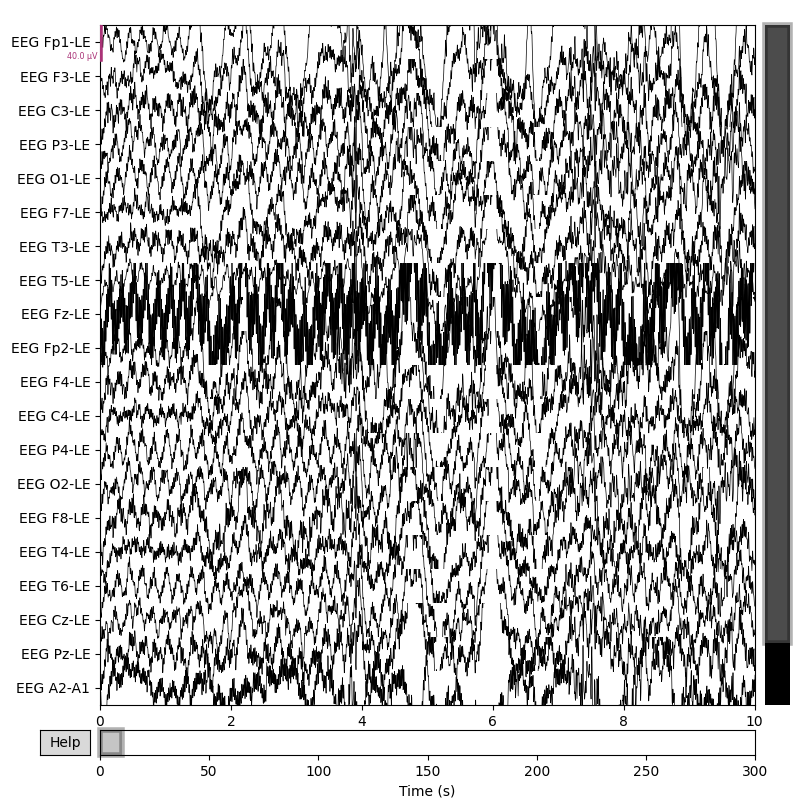 EEG Fp1-LE
40.0 µV
EEG F3-LE
EEG C3-LE
EEG P3-LE
EEG O1-LE
EEG F7-LE
EEG T3-LE
EEG T5-LE
EEG Fz-LE
EEG Fp2-LE
EEG F4-LE
EEG C4-LE
EEG P4-LE
EEG O2-LE
EEG F8-LE
EEG T4-LE
EEG T6-LE
EEG Cz-LE
EEG Pz-LE
EEG A2-A1
0 2 4 6 8 10
Help
0 50 100 150 200 250 300
Time (s)